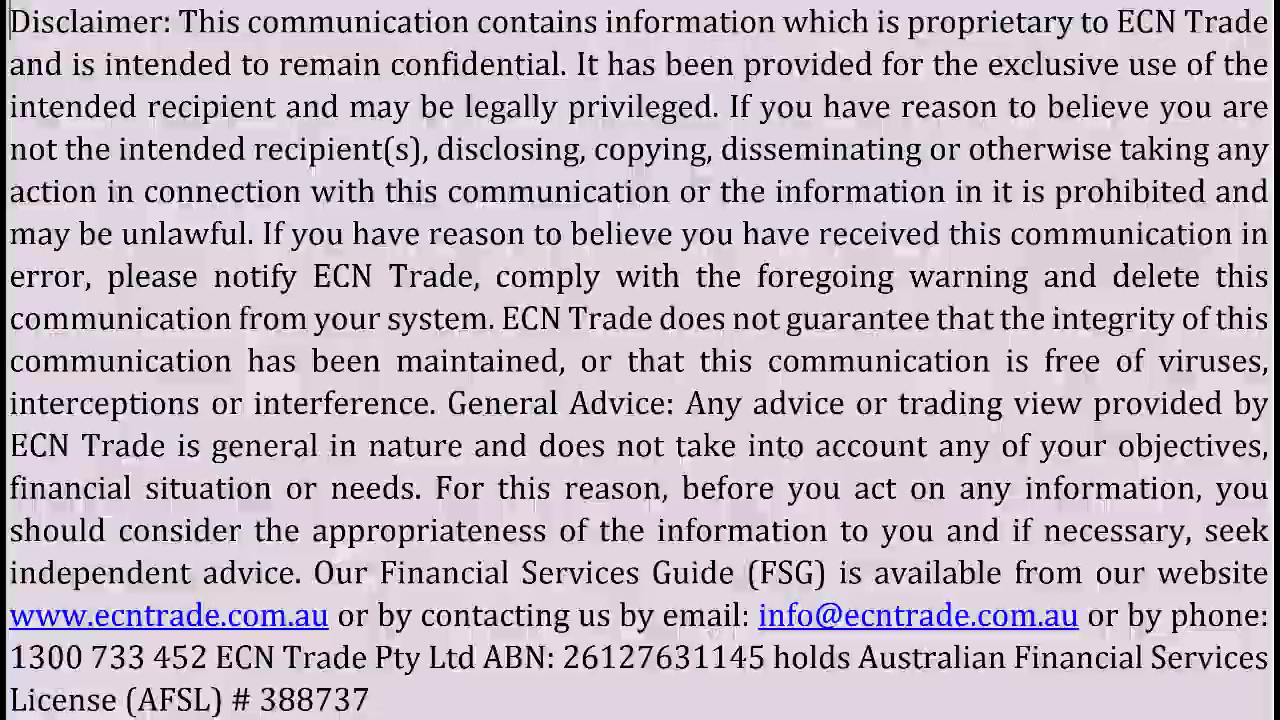 Disclaimer: This communication contains information which is proprietary to ECN Trade
and is intended to remain confidential. It has been provided for the exclusive use of the
intended recipient and may be legally privileged. If you have reason to believe you are
not the intended recipient(s), disclosing, copying, disseminating or otherwise taking any
action in connection with this communication or the information in it is prohibited and
may be unlawful. If you have reason to believe you have received this communication in
error, please notify ECN Trade, comply with the foregoing warning and delete this
communication from your system. ECN Trade does not guarantee that the integrity of this
communication has been maintained, or that this communication is free of viruses,
interceptions or interference. General Advice: Any advice or trading view provided by
ECN Trade is general in nature and does not take into account any of your objectives,
financial situation or needs. For this reason, before you act on any information, you
should consider the appropriateness of the information to you and if necessary, seek
independent advice. Our Financial Services Guide (FSG) is available from our website
www.ecntrade.com.au or by contacting us by email: info@ecntrade.com.au or by phone:
1300 733 452 ECN Trade Pty Ltd ABN: 26127631145 holds Australian Financial Services
License (AFSL) # 388737